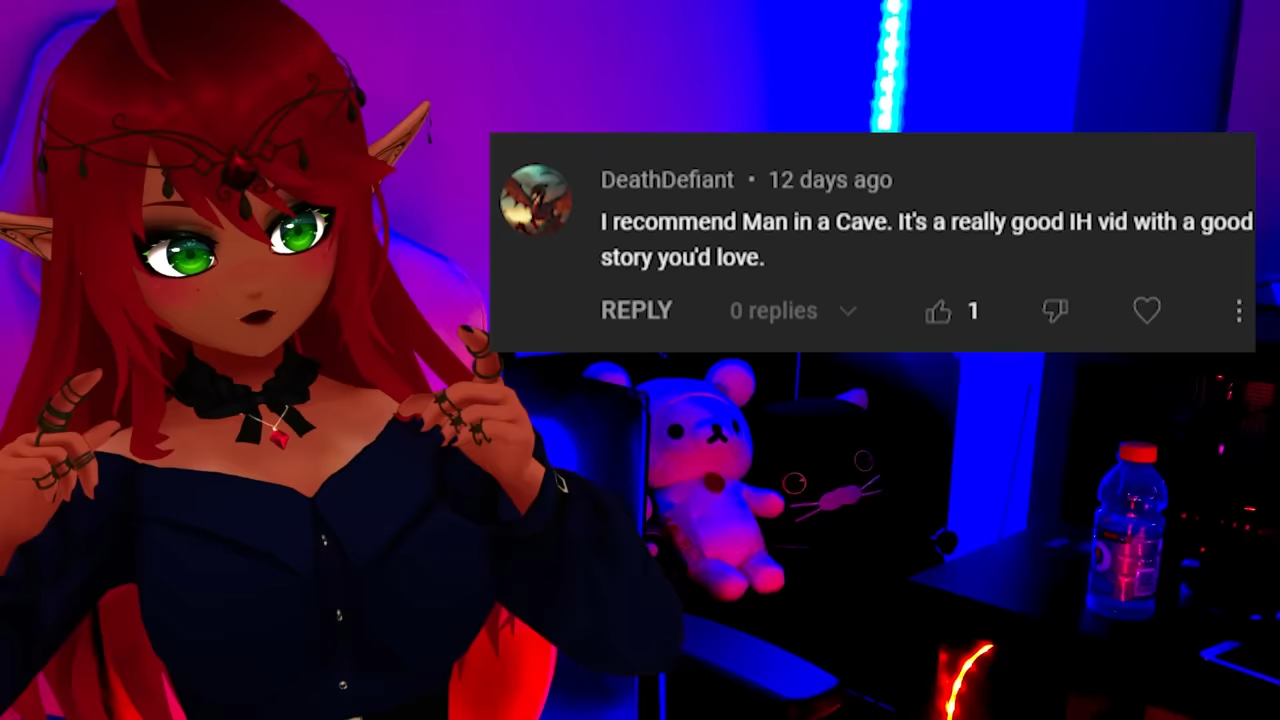 DeathDefiant • 12 days ago
I recommend Man in a Cave. It's a really good IH vid with a good
story you'd love.
REPLY 0 replies 1